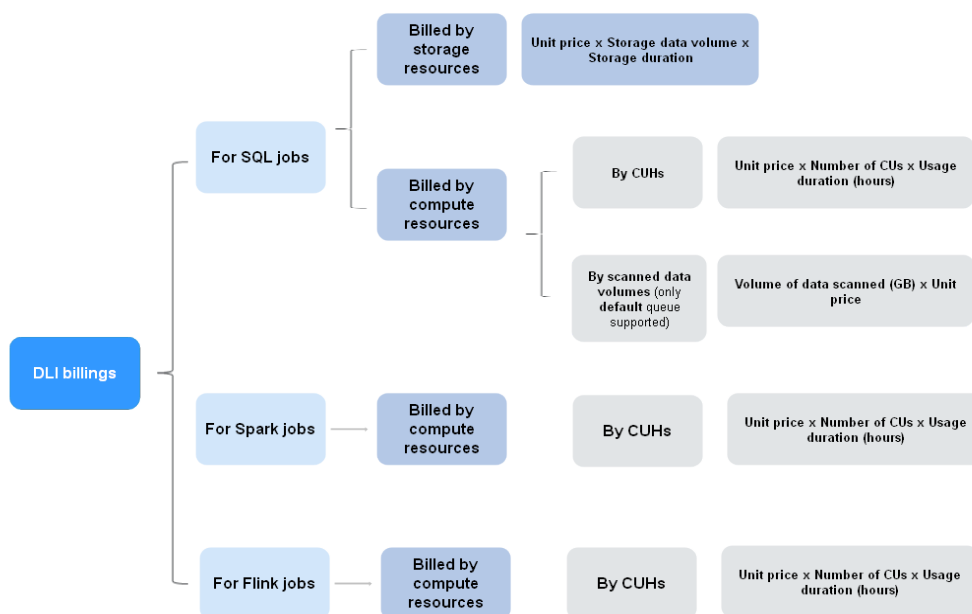 Billed by
storage
resources
Unit price x Storage data volume x
Storage duration
For SQL jobs
Billed by
compute
resources
By CUHs
Unit price x Number of CUs x Usage
duration (hours)
By scanned data
volumes (only
default queue
supported)
Volume of data scanned (GB) x Unit
price
DLI billings
For Spark jobs
Billed by
compute
resources
By CUHs
Unit price x Number of CUs x Usage
duration (hours)
For Flink jobs
Billed by
compute
resources
By CUHs
Unit price x Number of CUs x Usage
duration (hours)